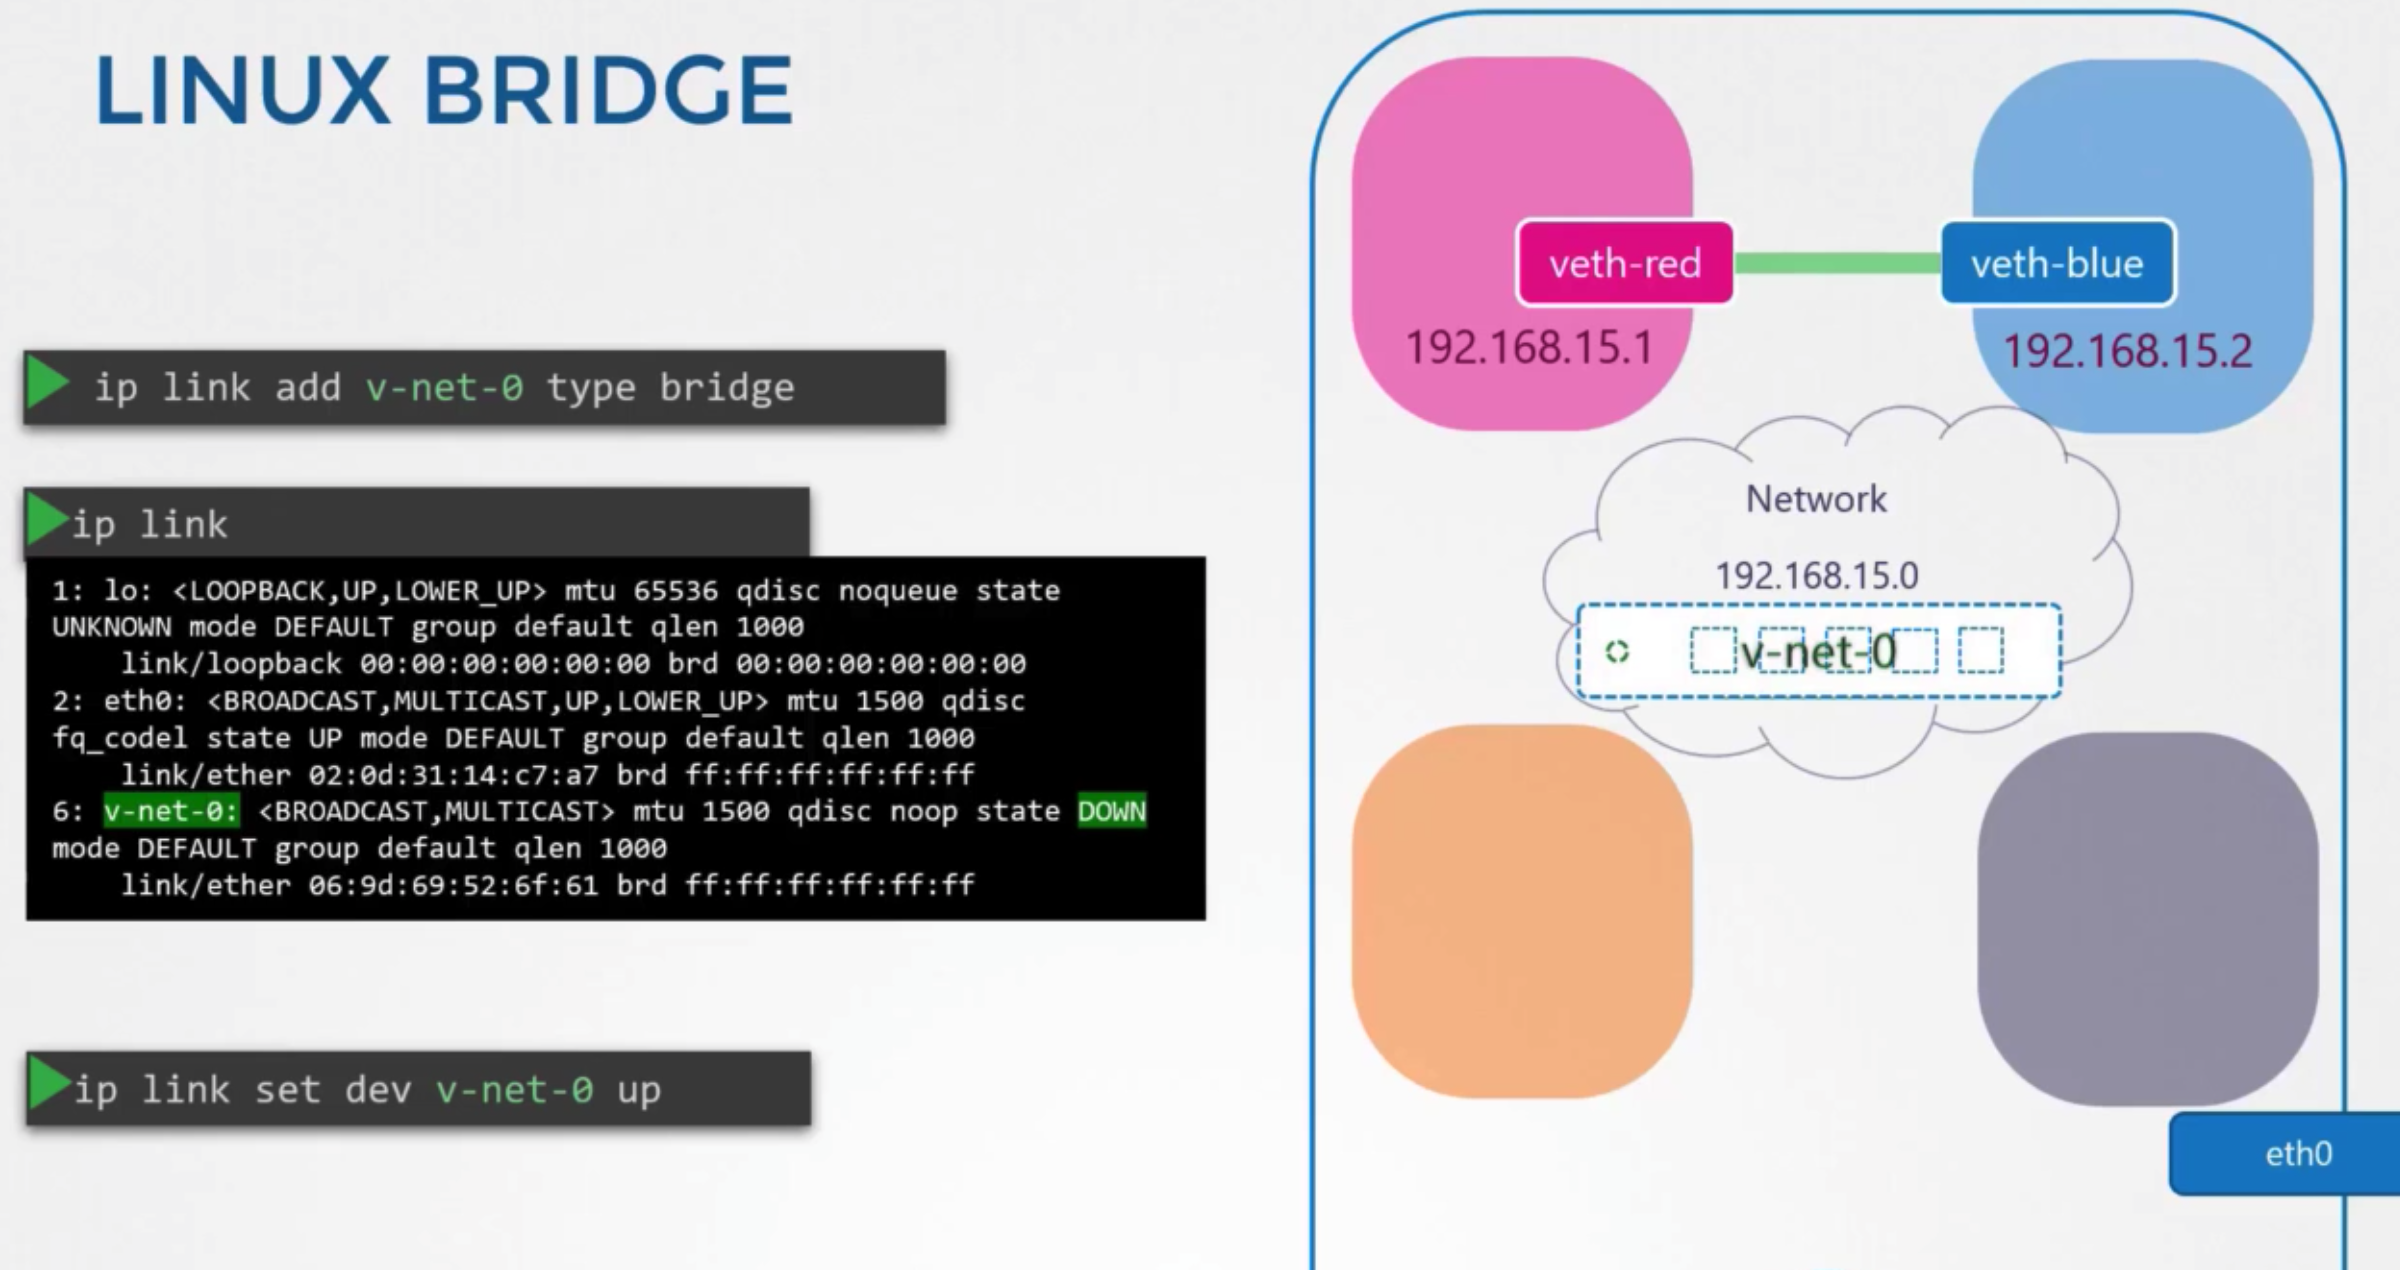 LINUX BRIDGE
ip link add v-net-0 type bridge
ip link
1: lo: <LOOPBACK,UP,LOWER_UP> mtu 65536 qdisc noqueue state
UNKNOWN mode DEFAULT group default qlen 1000
link/loopback 00:00:00:00:00:00 brd 00:00:00:00:00:00
2: eth0: <BROADCAST,MULTICAST,UP,LOWER_UP> mtu 1500 qdisc
fq_codel state UP mode DEFAULT group default qlen 1000
link/ether 02:0d:31:14:c7:a7 brd ff:ff:ff:ff:ff:ff
6: v-net-0: <BROADCAST,MULTICAST> mtu 1500 qdisc noop state DOWN
mode DEFAULT group default qlen 1000
link/ether 06:9d:69:52:6f:61 brd ff:ff:ff:ff:ff:ff
ip link set dev v-net-0 up
veth-red
veth-blue
192.168.15.1
192.168.15.2
Network
192.168.15.0
v-net-0
eth0